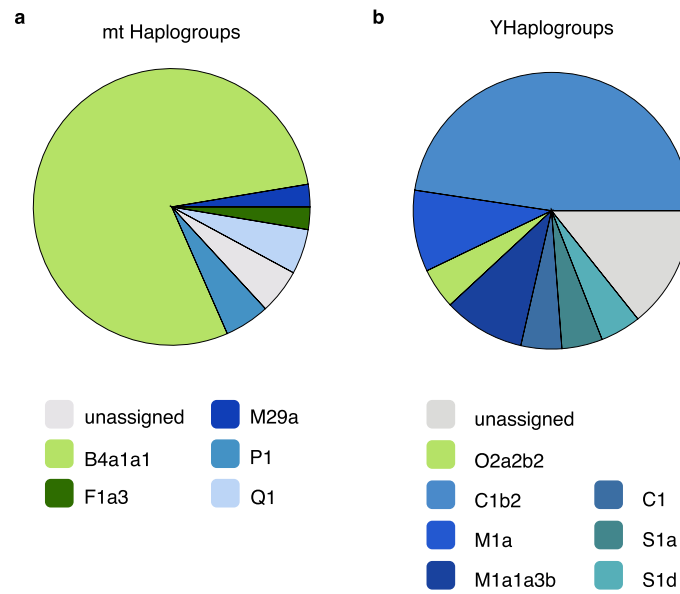 a
mt Haplogroups
b
YHaplogroups
unassigned
M29a
B4a1a1
P1
F1a3
Q1
unassigned
O2a2b2
C1b2
C1
M1a
S1a
M1a1a3b
S1d